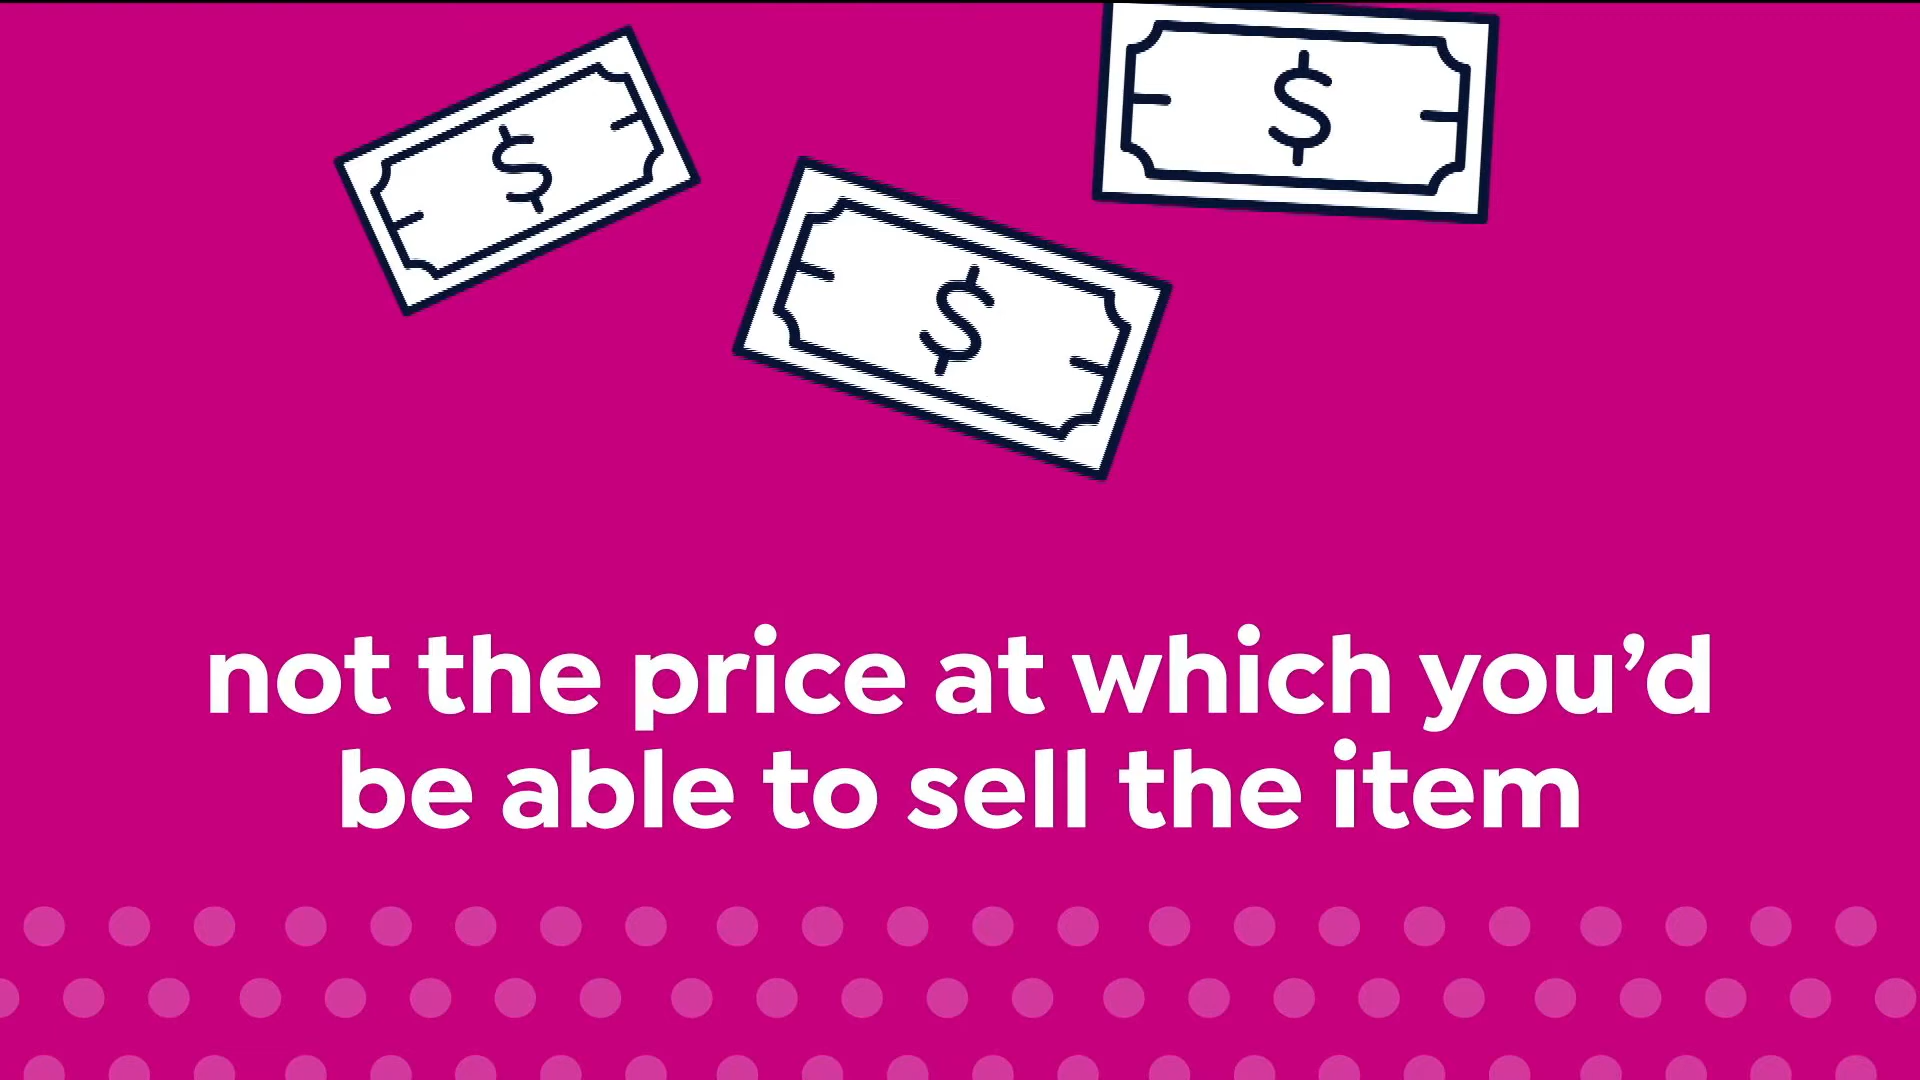 $
$
$
not the price at which you’d
be able to sell the item